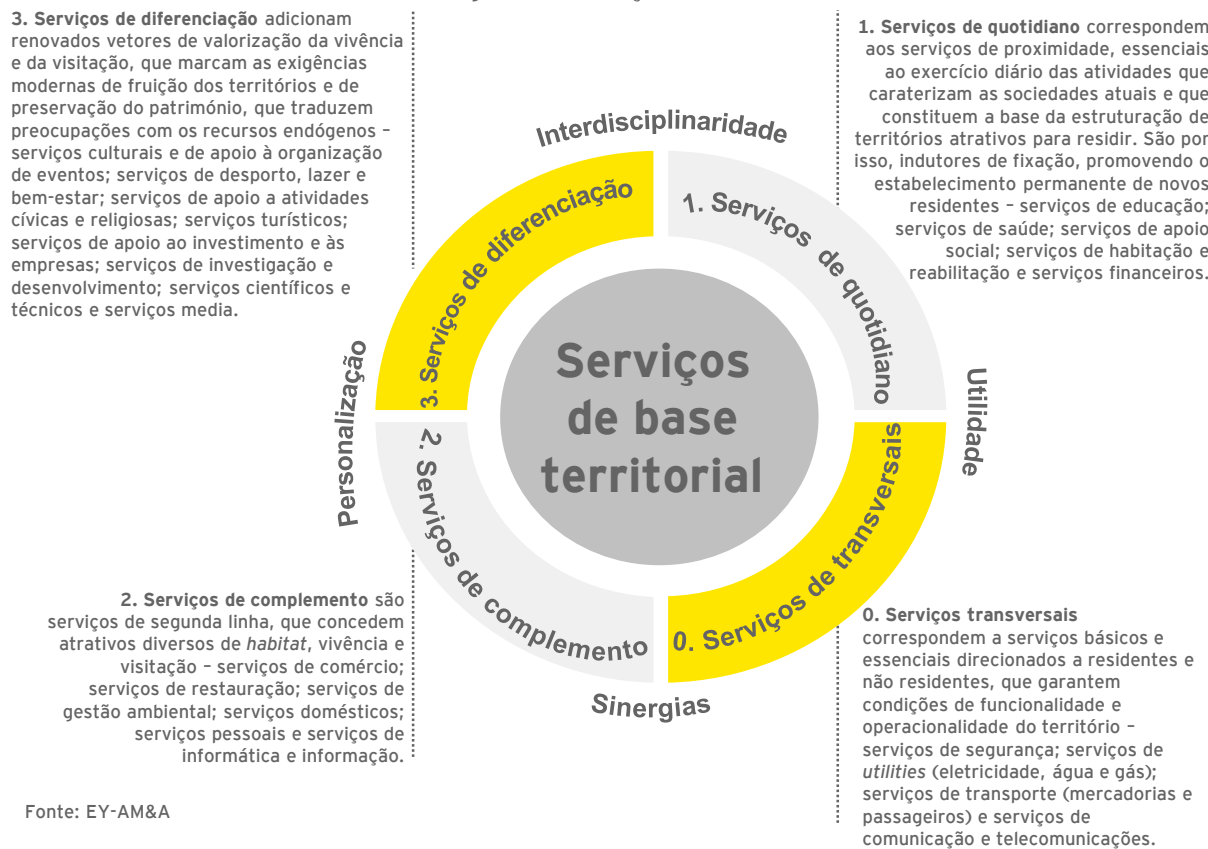 3. Serviços de diferenciação adicionam
renovados vetores de valorização da vivência
e da visitação, que marcam as exigências
modernas de fruição dos territórios e de
preservação do património, que traduzem
preocupações com os recursos endógenos –
serviços culturais e de apoio à organização
de eventos; serviços de desporto, lazer e
bem-estar; serviços de apoio a atividades
cívicas e religiosas; serviços turísticos;
serviços de apoio ao investimento e às
empresas; serviços de investigação e
desenvolvimento; serviços científicos e
técnicos e serviços media.
1. Serviços de quotidiano correspondem
aos serviços de proximidade, essenciais
ao exercício diário das atividades que
caraterizam as sociedades atuais e que
constituem a base da estruturação de
territórios atrativos para residir. São por
isso, indutores de fixação, promovendo o
estabelecimento permanente de novos
residentes – serviços de educação;
serviços de saúde; serviços de apoio
social; serviços de habitação e
reabilitação e serviços financeiros.
Interdisciplinaridade
3. Serviços de diferenciação
1. Serviços de quotidiano
Personalização
Utilidade
Serviços
de base
territorial
2. Serviços de complemento
0. Serviços de transversais
Sinergias
2. Serviços de complemento são
serviços de segunda linha, que concedem
atrativos diversos de habitat, vivência e
visitação – serviços de comércio;
serviços de restauração; serviços de
gestão ambiental; serviços domésticos;
serviços pessoais e serviços de
informática e informação.
0. Serviços transversais
correspondem a serviços básicos e
essenciais direcionados a residentes e
não residentes, que garantem
condições de funcionalidade e
operacionalidade do território –
serviços de segurança; serviços de
utilities (eletricidade, água e gás);
serviços de transporte (mercadorias e
passageiros) e serviços de
comunicação e telecomunicações.
Fonte: EY-AM&A